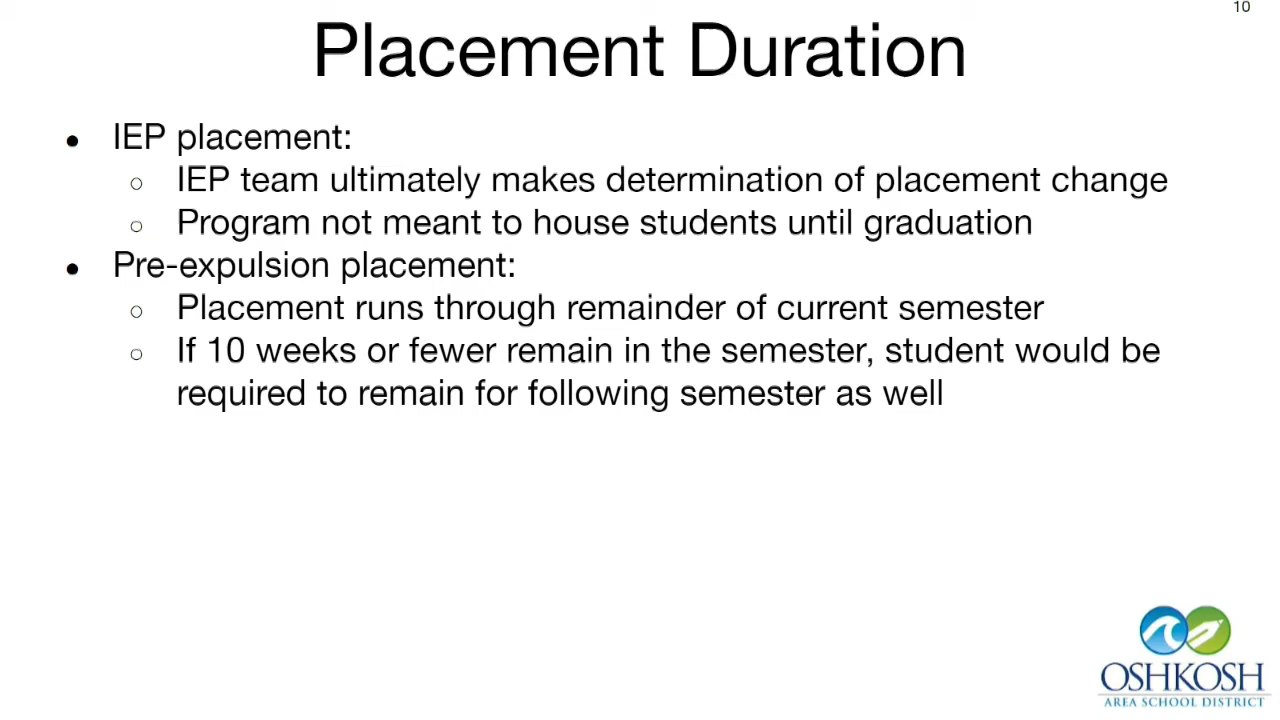 10
Placement Duration
● IEP placement:
○ IEP team ultimately makes determination of placement change
○ Program not meant to house students until graduation
● Pre-expulsion placement:
○ Placement runs through remainder of current semester
○ If 10 weeks or fewer remain in the semester, student would be
required to remain for following semester as well
OSHKOSH
AREA SCHOOL DISTRICT